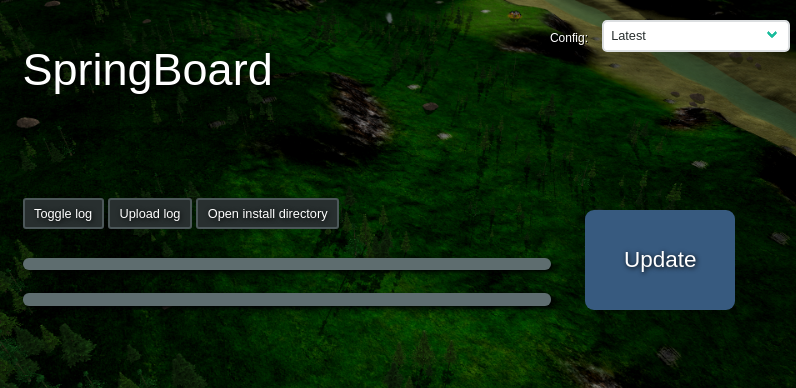 Config:
Latest
SpringBoard
Toggle log
Upload log
Open install directory
Update